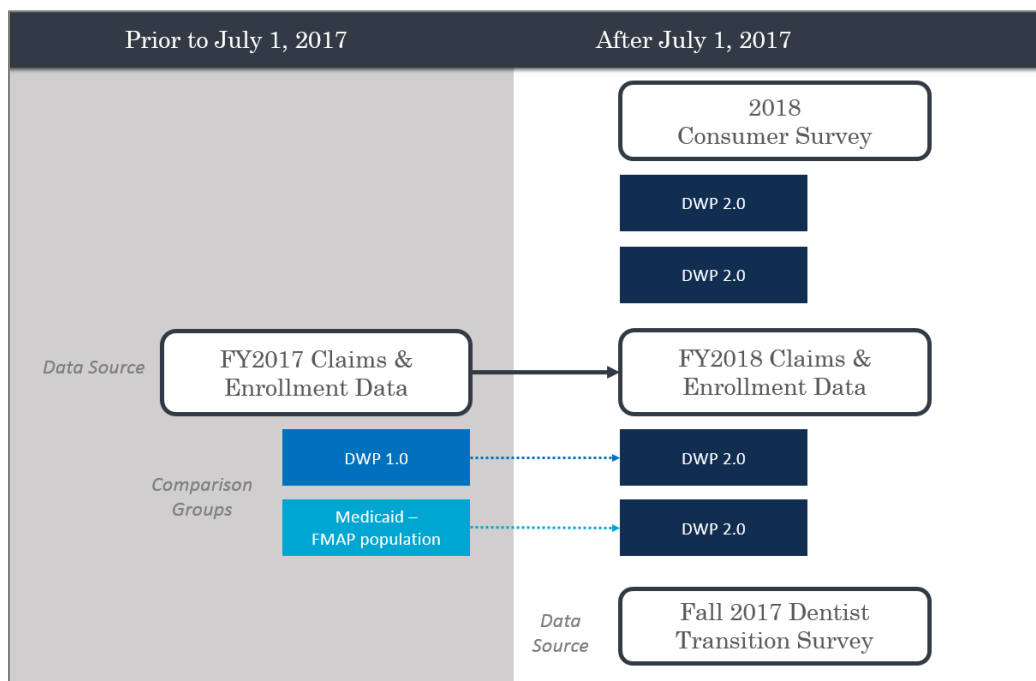 Prior to July 1, 2017
After July 1, 2017
2018
Consumer Survey
DWP 2.0
DWP 2.0
Data Source
FY2017 Claims &
Enrollment Data
FY2018 Claims &
Enrollment Data
Comparison
Groups
DWP 1.0
DWP 2.0
Medicaid –
FMAP population
DWP 2.0
Data
Source
Fall 2017 Dentist
Transition Survey